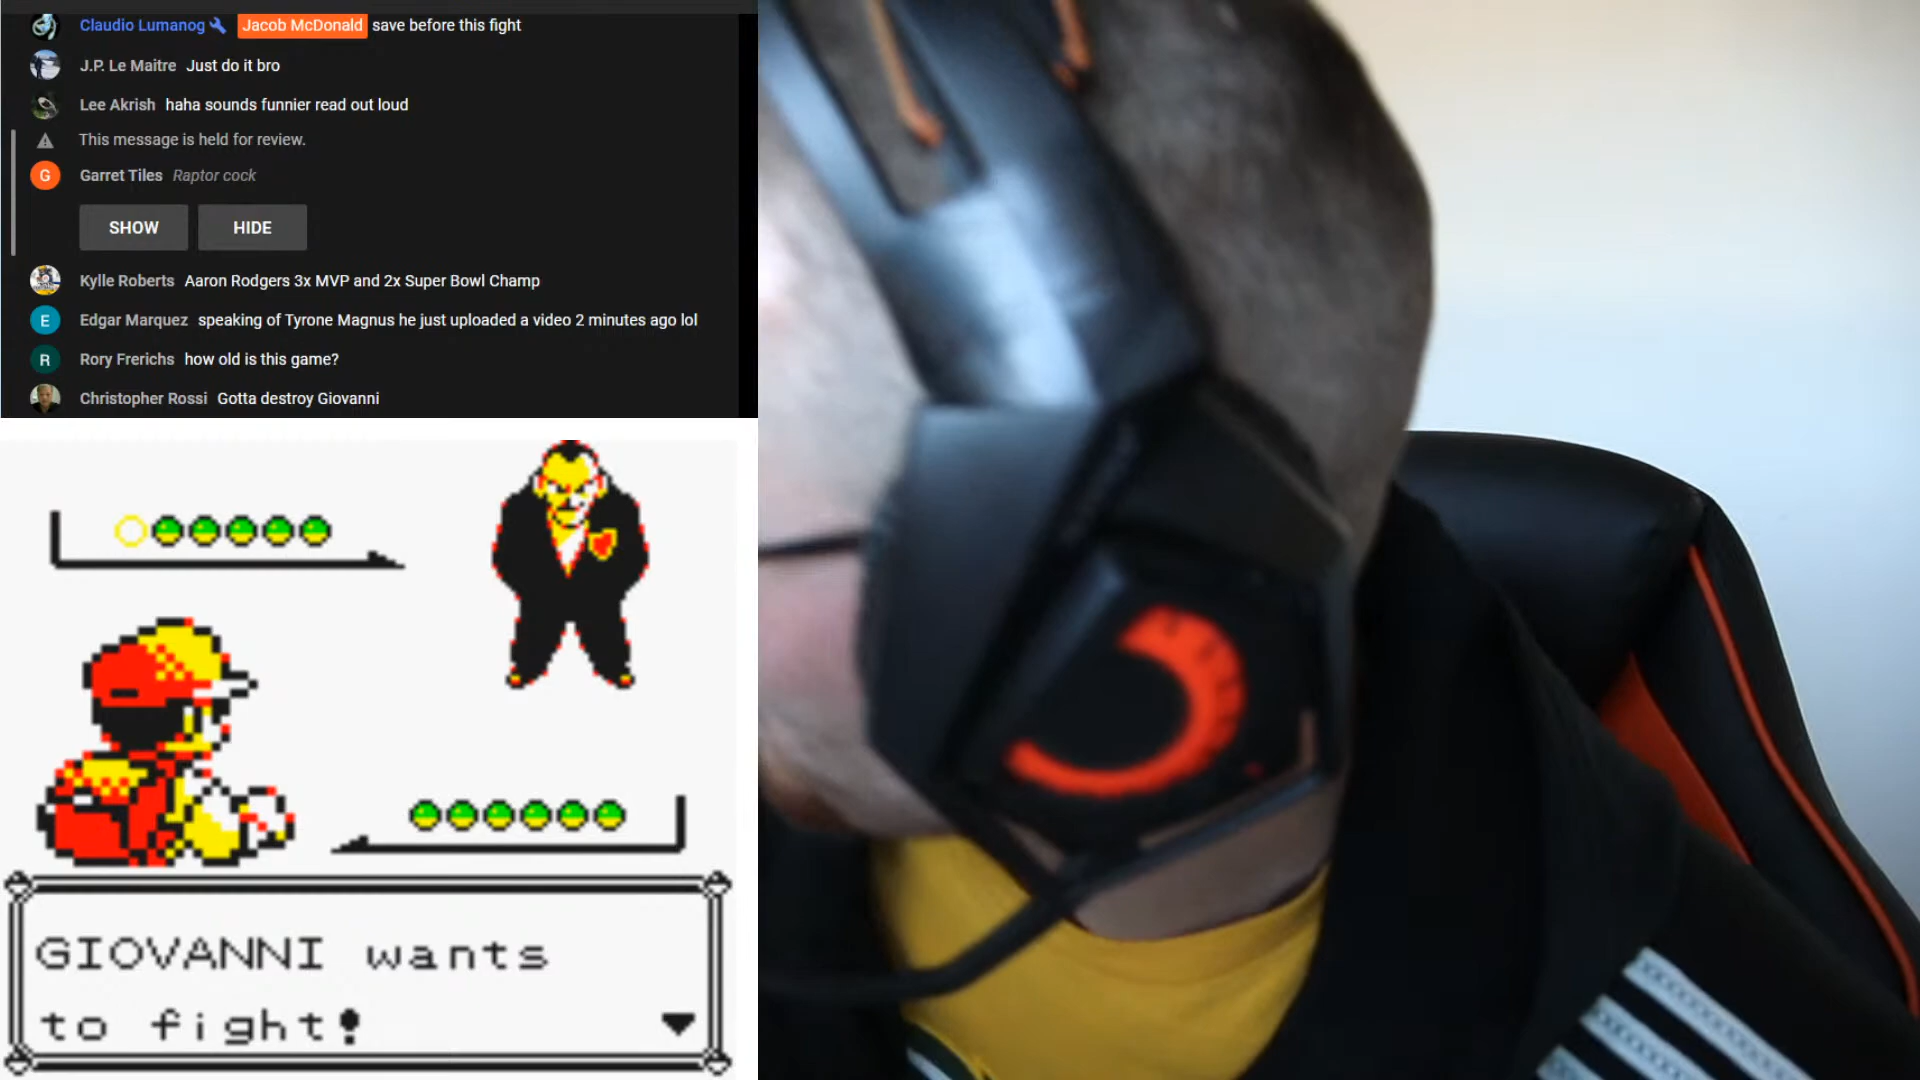 Claudio Lumanog Jacob McDonald save before this fight
J.P. Le Maitre Just do it bro
Lee Akrish haha sounds funnier read out loud
This message is held for review.
G Garret Tiles Raptor cock
SHOW HIDE
Kylle Roberts Aaron Rodgers 3x MVP and 2x Super Bowl Champ
E Edgar Marquez speaking of Tyrone Magnus he just uploaded a video 2 minutes ago lol
R Rory Frerichs how old is this game?
Christopher Rossi Gotta destroy Giovanni
GIOVANNI wants
to fight!